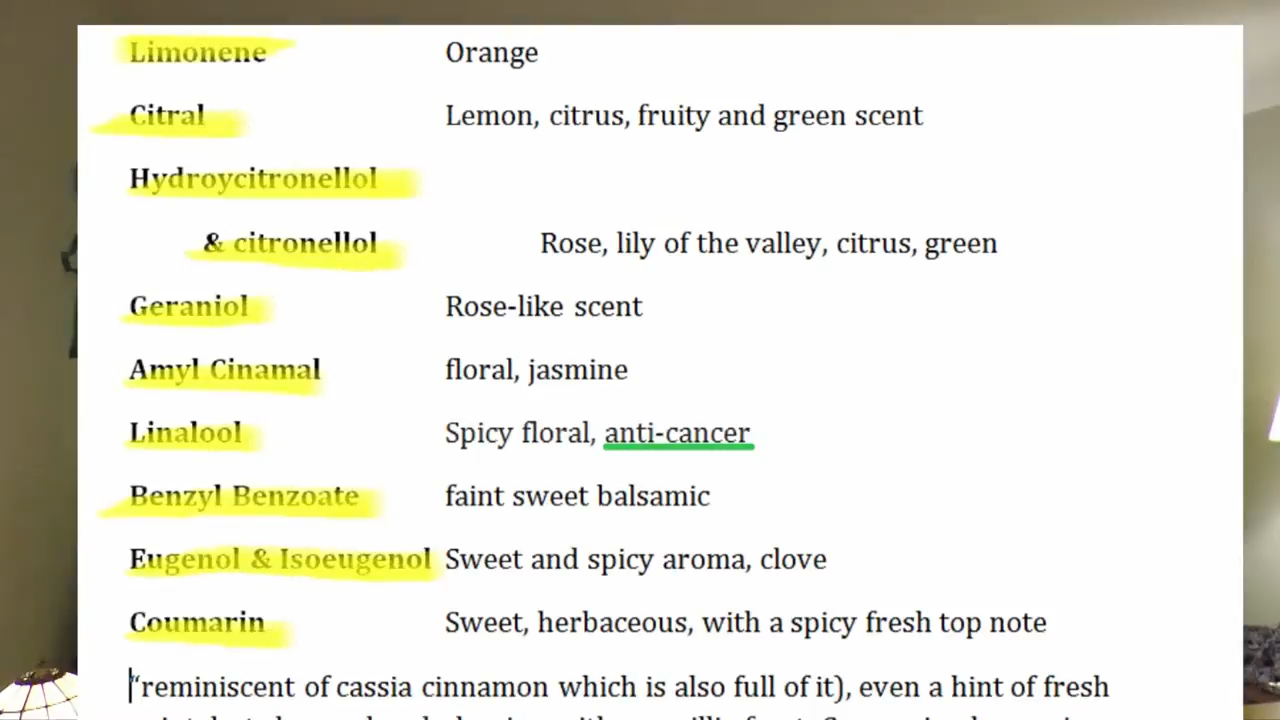 Limonene Orange
Citral Lemon, citrus, fruity and green scent
Hydroycitronellol
& citronellol Rose, lily of the valley, citrus, green
Geraniol Rose-like scent
Amyl Cinamal floral, jasmine
Linalool Spicy floral, anti-cancer
Benzyl Benzoate faint sweet balsamic
Eugenol & Isoeugenol Sweet and spicy aroma, clove
Coumarin Sweet, herbaceous, with a spicy fresh top note
“reminiscent of cassia cinnamon which is also full of it), even a hint of fresh